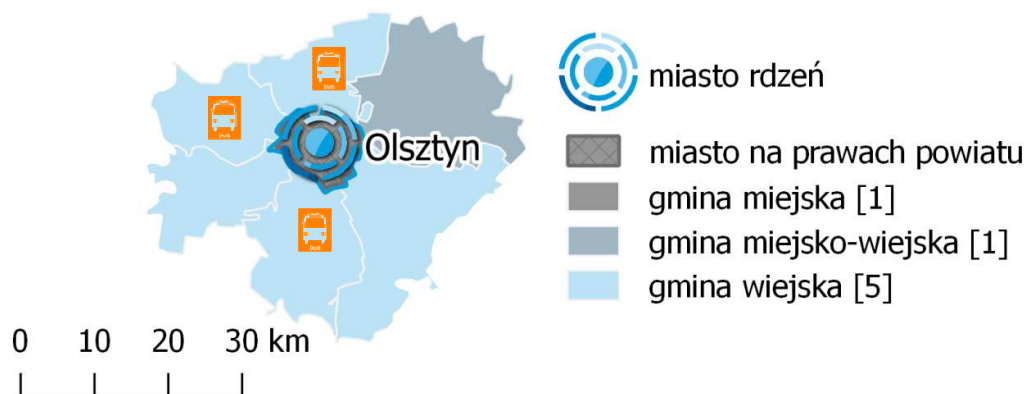 Olsztyn
miasto rdzeń
miasto na prawach powiatu
gmina miejska [1]
gmina miejsko-wiejska [1]
gmina wiejska [5]
0 10 20 30 km